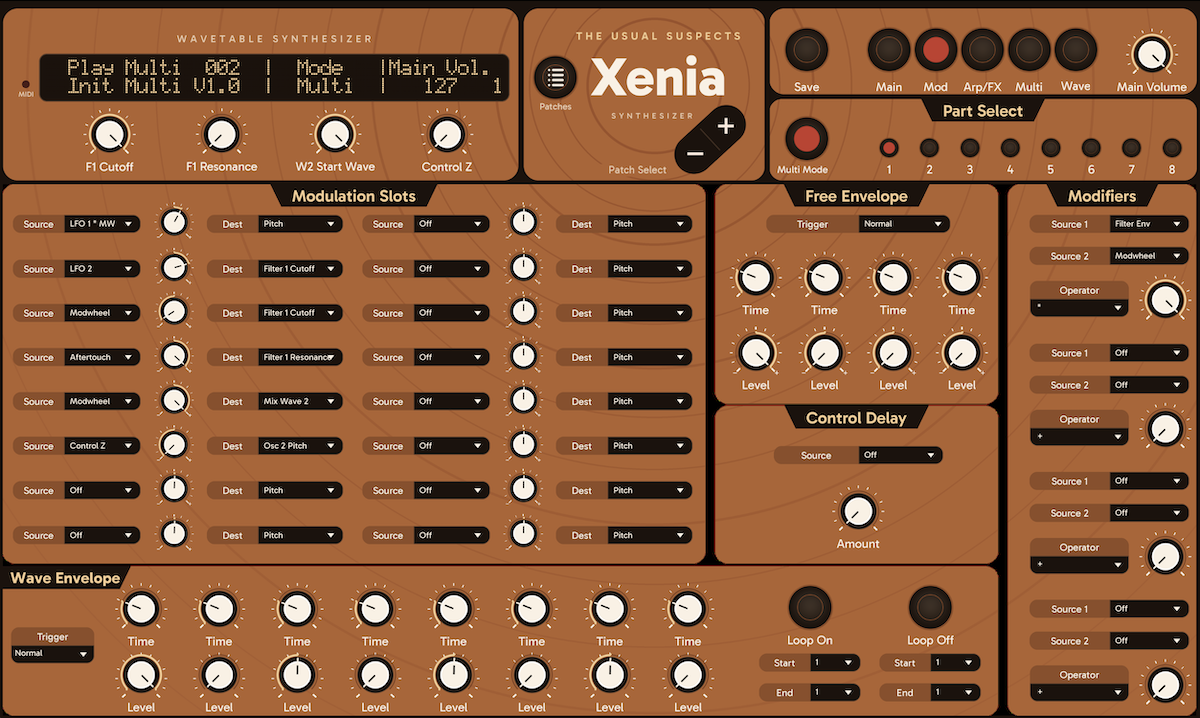 WAVETABLE SYNTHESIZER
Play Multi 002 | Mode |Main Vol.
Init Multi V1.0 | Multi | 127 1
MIDI
F1 Cutoff F1 Resonance W2 Start Wave Control Z
THE USUAL SUSPECTS
Xenia
SYNTHESIZER
Patches
+
−
Patch Select
Save Main Mod Arp/FX Multi Wave Main Volume
Part Select
Multi Mode 1 2 3 4 5 6 7 8
Modulation Slots
Source LFO 1 * MW Dest Pitch Source Off Dest Pitch
Source LFO 2 Dest Filter 1 Cutoff Source Off Dest Pitch
Source Modwheel Dest Filter 1 Cutoff Source Off Dest Pitch
Source Aftertouch Dest Filter 1 Resonance Source Off Dest Pitch
Source Modwheel Dest Mix Wave 2 Source Off Dest Pitch
Source Control Z Dest Osc 2 Pitch Source Off Dest Pitch
Source Off Dest Pitch Source Off Dest Pitch
Source Off Dest Pitch Source Off Dest Pitch
Free Envelope
Trigger Normal
Time Time Time Time
Level Level Level Level
Control Delay
Source Off
Amount
Modifiers
Source 1 Filter Env
Source 2 Modwheel
Operator
*
Source 1 Off
Source 2 Off
Operator
+
Source 1 Off
Source 2 Off
Operator
+
Source 1 Off
Source 2 Off
Operator
+
Wave Envelope
Trigger
Normal
Time Time Time Time Time Time Time Time
Level Level Level Level Level Level Level Level
Loop On Loop Off
Start 1 Start 1
End 1 End 1